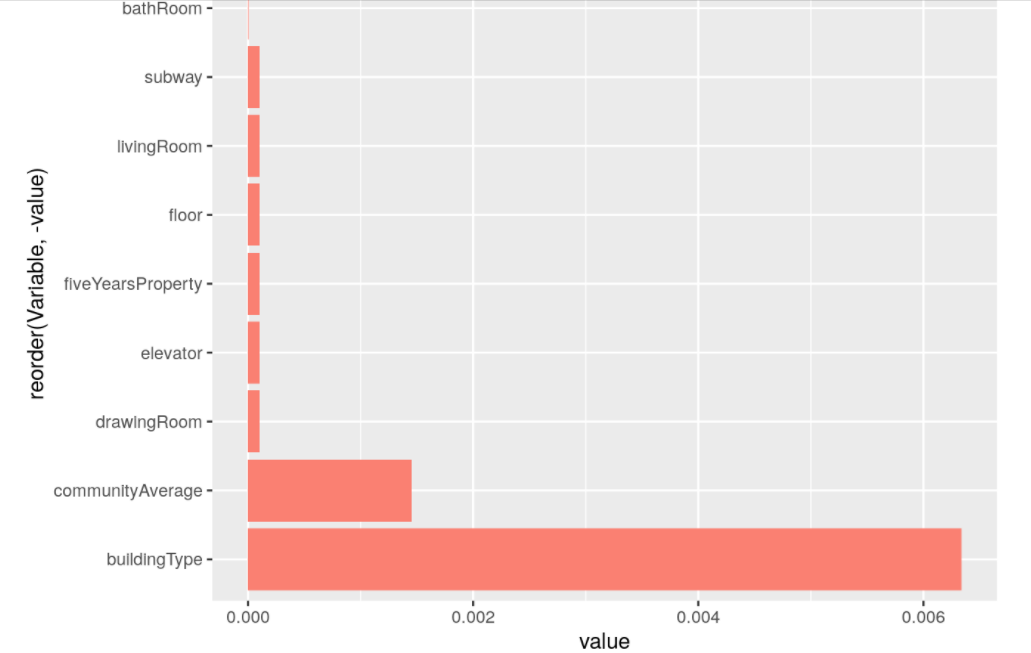 bathRoom
subway
livingRoom
floor
fiveYearsProperty
elevator
drawingRoom
communityAverage
buildingType
reorder(Variable, -value)
0.000
0.002
0.004
0.006
value